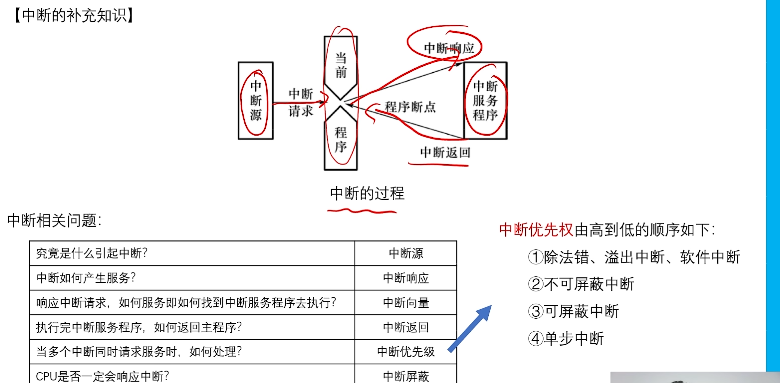 【中断的补充知识】
中断源
中断请求
当前
程序
中断响应
程序断点
中断返回
中断服务程序
中断的过程
中断相关问题：
究竟是什么引起中断？ 中断源
中断如何产生服务？ 中断响应
响应中断请求，如何服务即如何找到中断服务程序去执行？ 中断向量
执行完中断服务程序，如何返回主程序？ 中断返回
当多个中断同时请求服务时，如何处理？ 中断优先级
CPU是否一定会响应中断？ 中断屏蔽
中断优先权由高到低的顺序如下：
①除法错、溢出中断、软件中断
②不可屏蔽中断
③可屏蔽中断
④单步中断